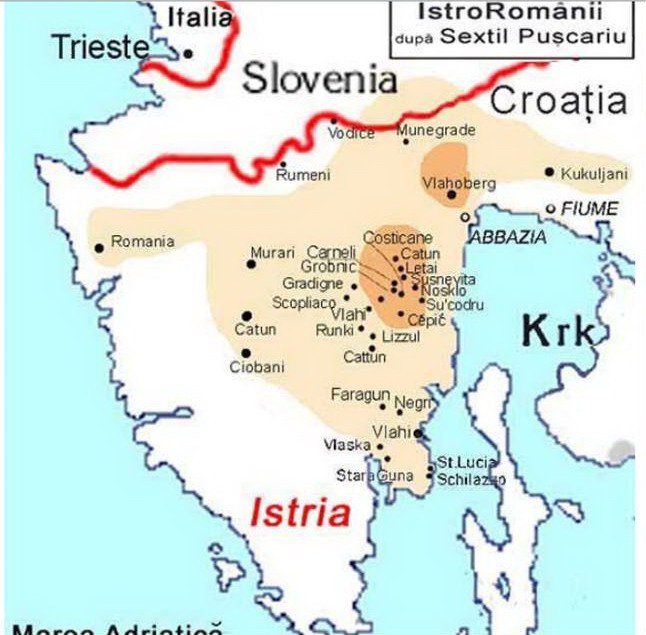 Italia
IstroRomânii
după Sextil Pușcariu
Trieste
Slovenia
Croația
Vodice
Munegrade
Rumeni
Kukuljani
Vlahoberg
FIUME
ABBAZIA
Romania
Costicane
Murari
Carneli
Catun
Grobnic
Letai
Gradigne
Susnevita
Nosklo
Scopliaco
Su'codru
Vlahi
Cépić
Krk
Catun
Runki
Lizzul
Cattun
Ciobani
Faragun
Negri
Vlahi
Vlaska
St.Lucia
Stara Guna
Schilazzo
Istria
Marea Adriatică